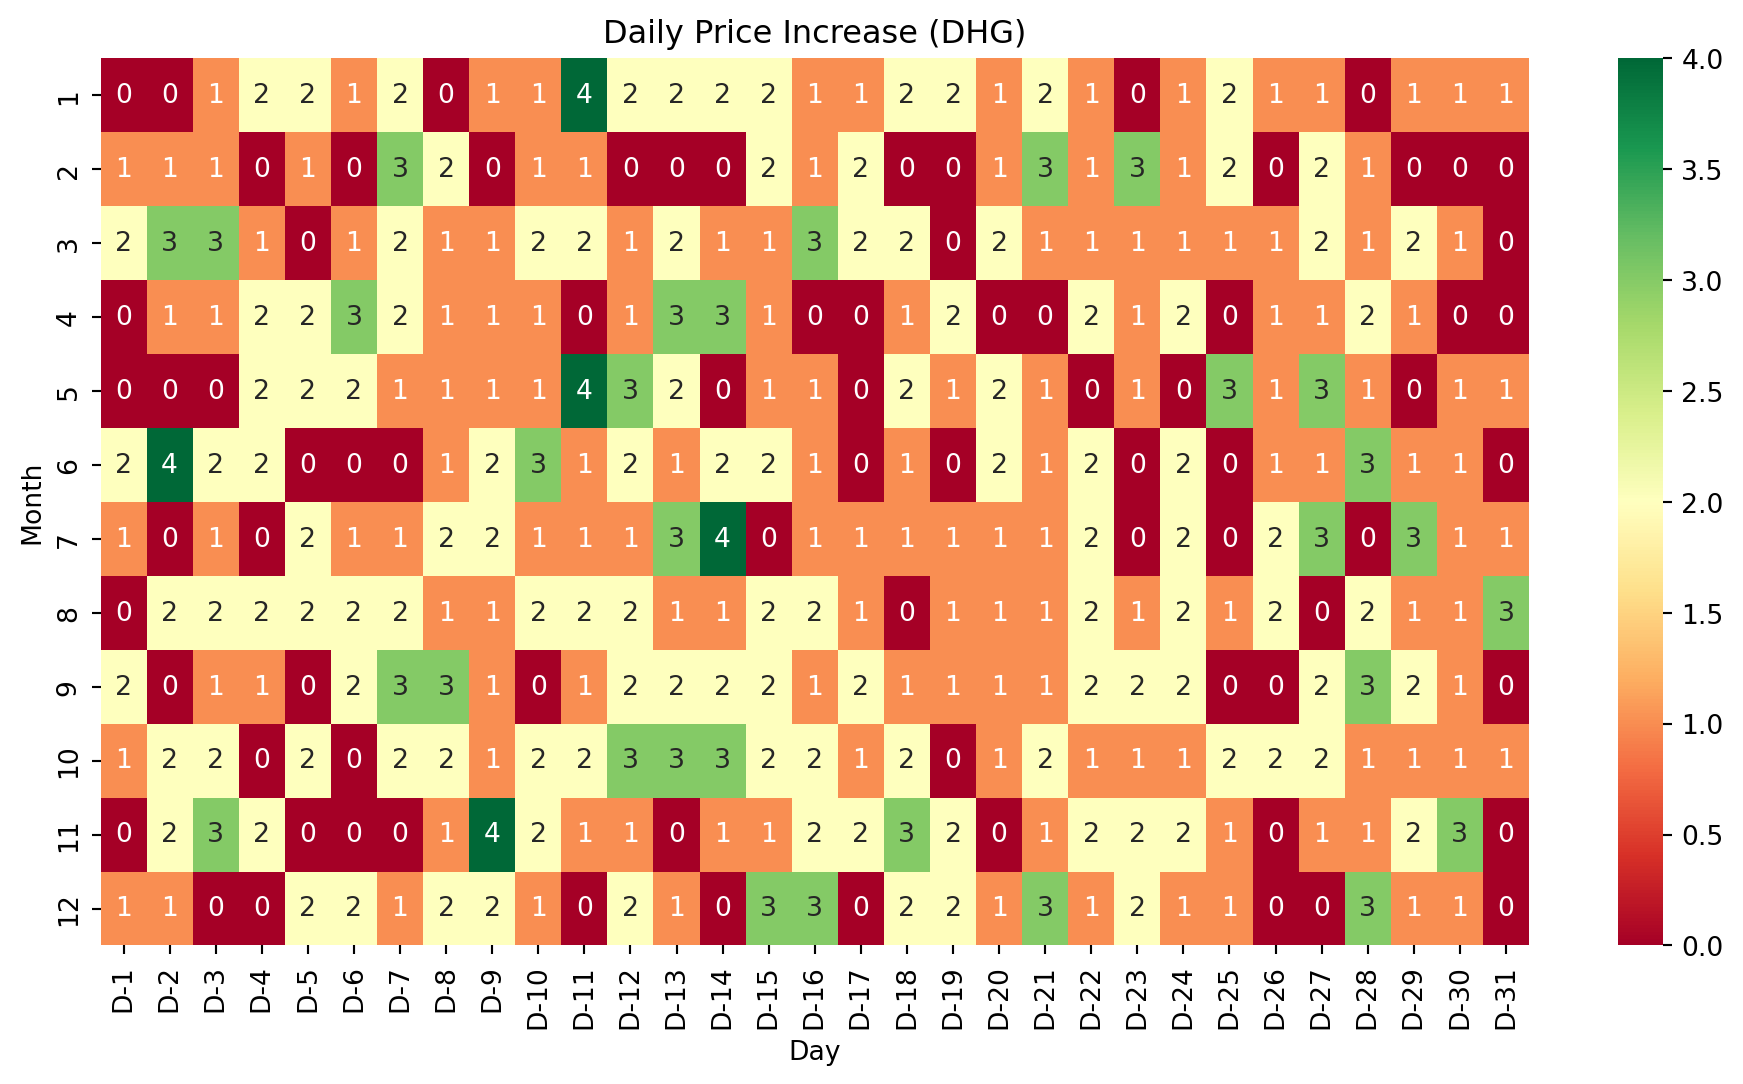 Daily Price Increase (DHG)
1 0 0 1 2 2 1 2 0 1 1 4 2 2 2 2 1 1 2 2 1 2 1 0 1 2 1 1 0 1 1 1
2 1 1 1 0 1 0 3 2 0 1 1 0 0 0 2 1 2 0 0 1 3 1 3 1 2 0 2 1 0 0 0
3 2 3 3 1 0 1 2 1 1 2 2 1 2 1 1 3 2 2 0 2 1 1 1 1 1 1 2 1 2 1 0
4 0 1 1 2 2 3 2 1 1 1 0 1 3 3 1 0 0 1 2 0 0 2 1 2 0 1 1 2 1 0 0
5 0 0 0 2 2 2 1 1 1 1 4 3 2 0 1 1 0 2 1 2 1 0 1 0 3 1 3 1 0 1 1
6 2 4 2 2 0 0 0 1 2 3 1 2 1 2 2 1 0 1 0 2 1 2 0 2 0 1 1 3 1 1 0
7 1 0 1 0 2 1 1 2 2 1 1 1 3 4 0 1 1 1 1 1 1 2 0 2 0 2 3 0 3 1 1
8 0 2 2 2 2 2 2 1 1 2 2 2 1 1 2 2 1 0 1 1 1 2 1 2 1 2 0 2 1 1 3
9 2 0 1 1 0 2 3 3 1 0 1 2 2 2 2 1 2 1 1 1 1 2 2 2 0 0 2 3 2 1 0
10 1 2 2 0 2 0 2 2 1 2 2 3 3 3 2 2 1 2 0 1 2 1 1 1 2 2 2 1 1 1 1
11 0 2 3 2 0 0 0 1 4 2 1 1 0 1 1 2 2 3 2 0 1 2 2 2 1 0 1 1 2 3 0
12 1 1 0 0 2 2 1 2 2 1 0 2 1 0 3 3 0 2 2 1 3 1 2 1 1 0 0 3 1 1 0
Month
D-1 D-2 D-3 D-4 D-5 D-6 D-7 D-8 D-9 D-10 D-11 D-12 D-13 D-14 D-15 D-16 D-17 D-18 D-19 D-20 D-21 D-22 D-23 D-24 D-25 D-26 D-27 D-28 D-29 D-30 D-31
Day
4.0
3.5
3.0
2.5
2.0
1.5
1.0
0.5
0.0